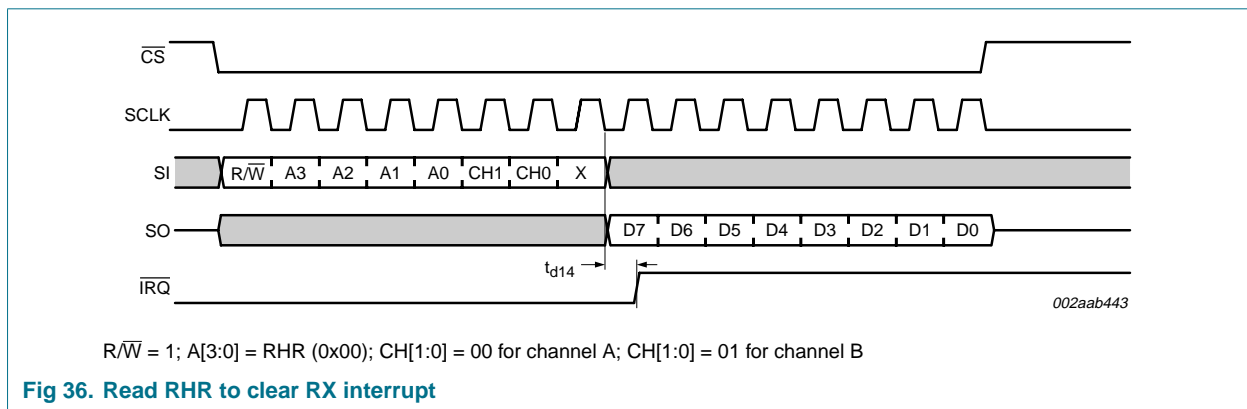 CS
SCLK
SI R/W A3 A2 A1 A0 CH1 CH0 X
SO D7 D6 D5 D4 D3 D2 D1 D0
td14
IRQ
002aab443
R/W = 1; A[3:0] = RHR (0x00); CH[1:0] = 00 for channel A; CH[1:0] = 01 for channel B
Fig 36. Read RHR to clear RX interrupt